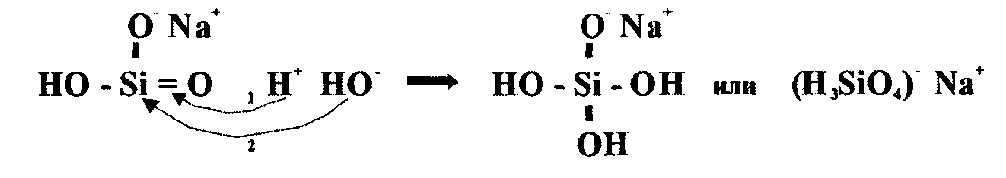 O⁻ Na⁺ O⁻ Na⁺
HO - Si = O H⁺ HO⁻ HO - Si - OH или (H₃SiO₄)⁻ Na⁺
1
2
OH